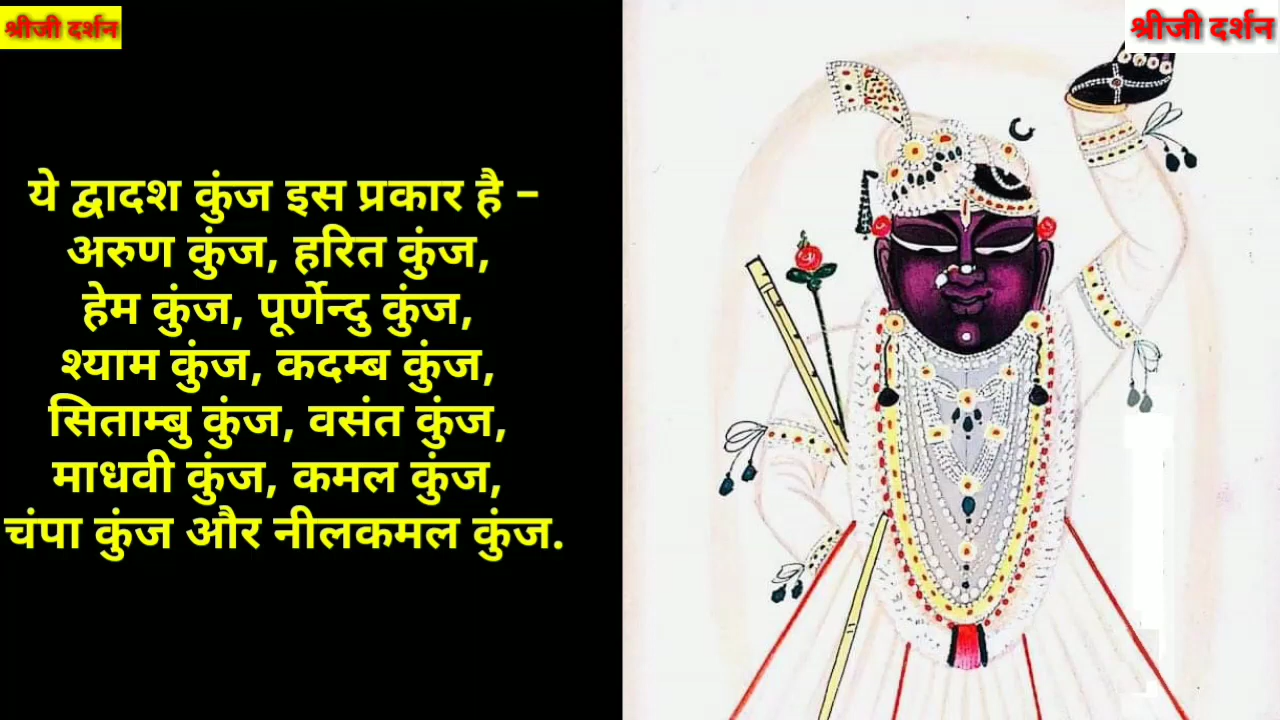 श्रीजी दर्शन
श्रीजी दर्शन
ये द्वादश कुंज इस प्रकार है –
अरुण कुंज, हरित कुंज,
हेम कुंज, पूर्णेन्दु कुंज,
श्याम कुंज, कदम्ब कुंज,
सिताम्बु कुंज, वसंत कुंज,
माधवी कुंज, कमल कुंज,
चंपा कुंज और नीलकमल कुंज.